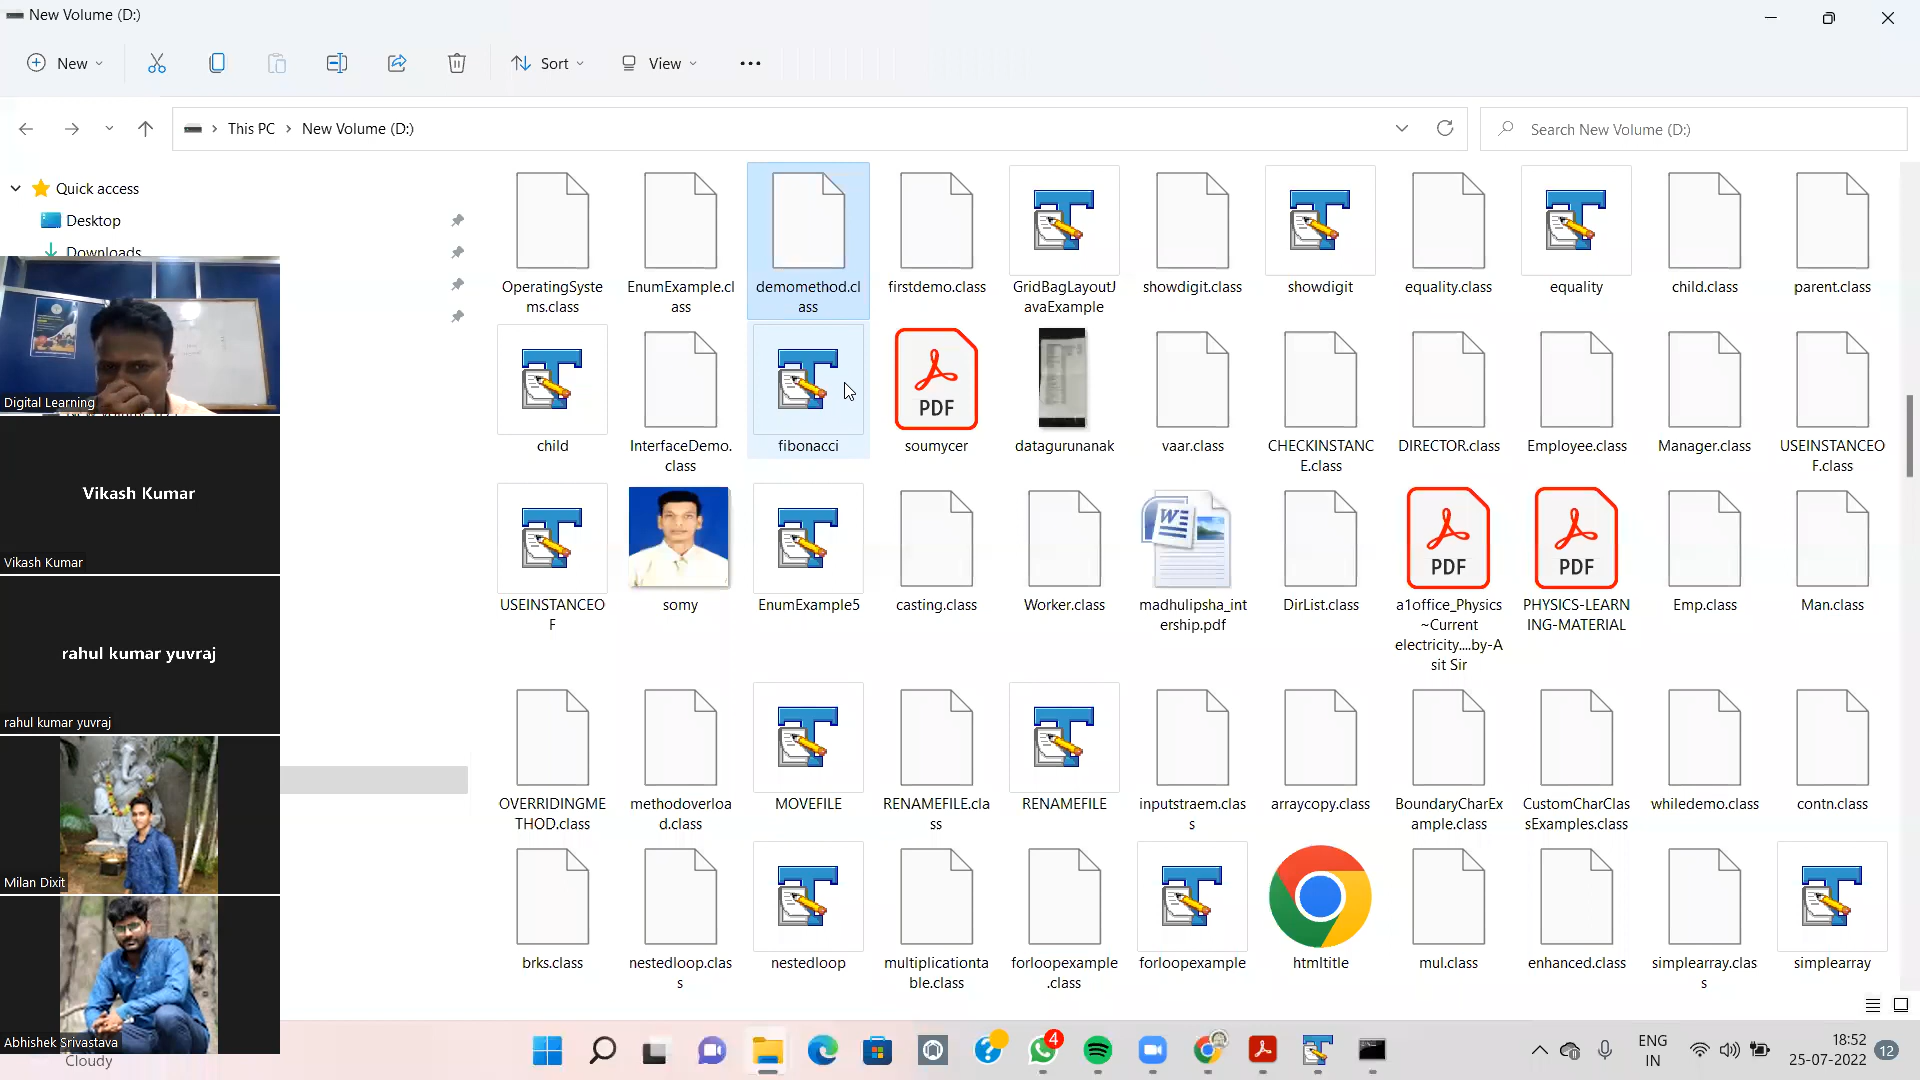 New Volume (D:)
New
Sort
View
This PC
New Volume (D:)
Search New Volume (D:)
Quick access
Desktop
Downloads
Digital Learning
Vikash Kumar
Vikash Kumar
rahul kumar yuvraj
rahul kumar yuvraj
Milan Dixit
Abhishek Srivastava
Cloudy
OperatingSyste
ms.class
EnumExample.cl
ass
demomethod.cl
ass
firstdemo.class
GridBagLayoutJ
avaExample
showdigit.class
showdigit
equality.class
equality
child.class
parent.class
child
InterfaceDemo.
class
fibonacci
PDF
soumycer
datagurunanak
vaar.class
CHECKINSTANC
E.class
DIRECTOR.class
Employee.class
Manager.class
USEINSTANCEO
F.class
USEINSTANCEO
F
somy
EnumExample5
casting.class
Worker.class
madhulipsha_int
ership.pdf
DirList.class
PDF
a1office_Physics
~Current
electricity....by-A
sit Sir
PDF
PHYSICS-LEARN
ING-MATERIAL
Emp.class
Man.class
OVERRIDINGME
THOD.class
methodoverloa
d.class
MOVEFILE
RENAMEFILE.cla
ss
RENAMEFILE
inputstraem.clas
s
arraycopy.class
BoundaryCharEx
ample.class
CustomCharClas
sExamples.class
whiledemo.class
contn.class
brks.class
nestedloop.clas
s
nestedloop
multiplicationta
ble.class
forloopexample
.class
forloopexample
htmltitle
mul.class
enhanced.class
simplearray.clas
s
simplearray
4
ENG
IN
18:52
25-07-2022
12